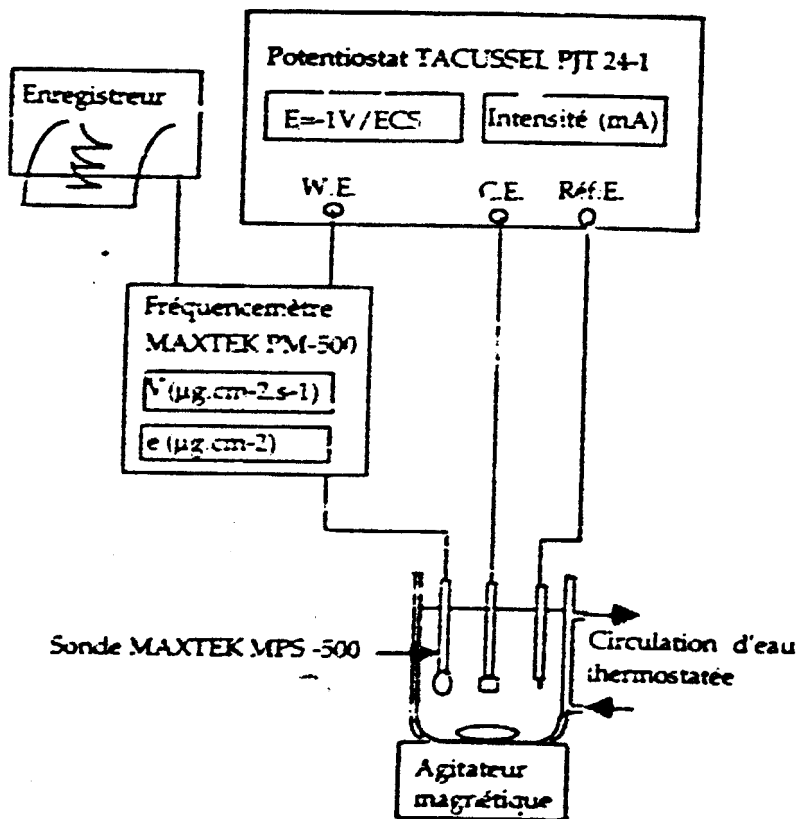 Potentiostat TACUSSEL PJT 24-1
Enregistreur
E=-1V/ECS
Intensité (mA)
W.E.
C.E.
Réf.E.
Fréquencemètre
MAXTEK PM-500
V (µg.cm-2.s-1)
e (µg.cm-2)
Sonde MAXTEK MPS -500
Circulation d'eau
thermostatée
Agitateur
magnétique